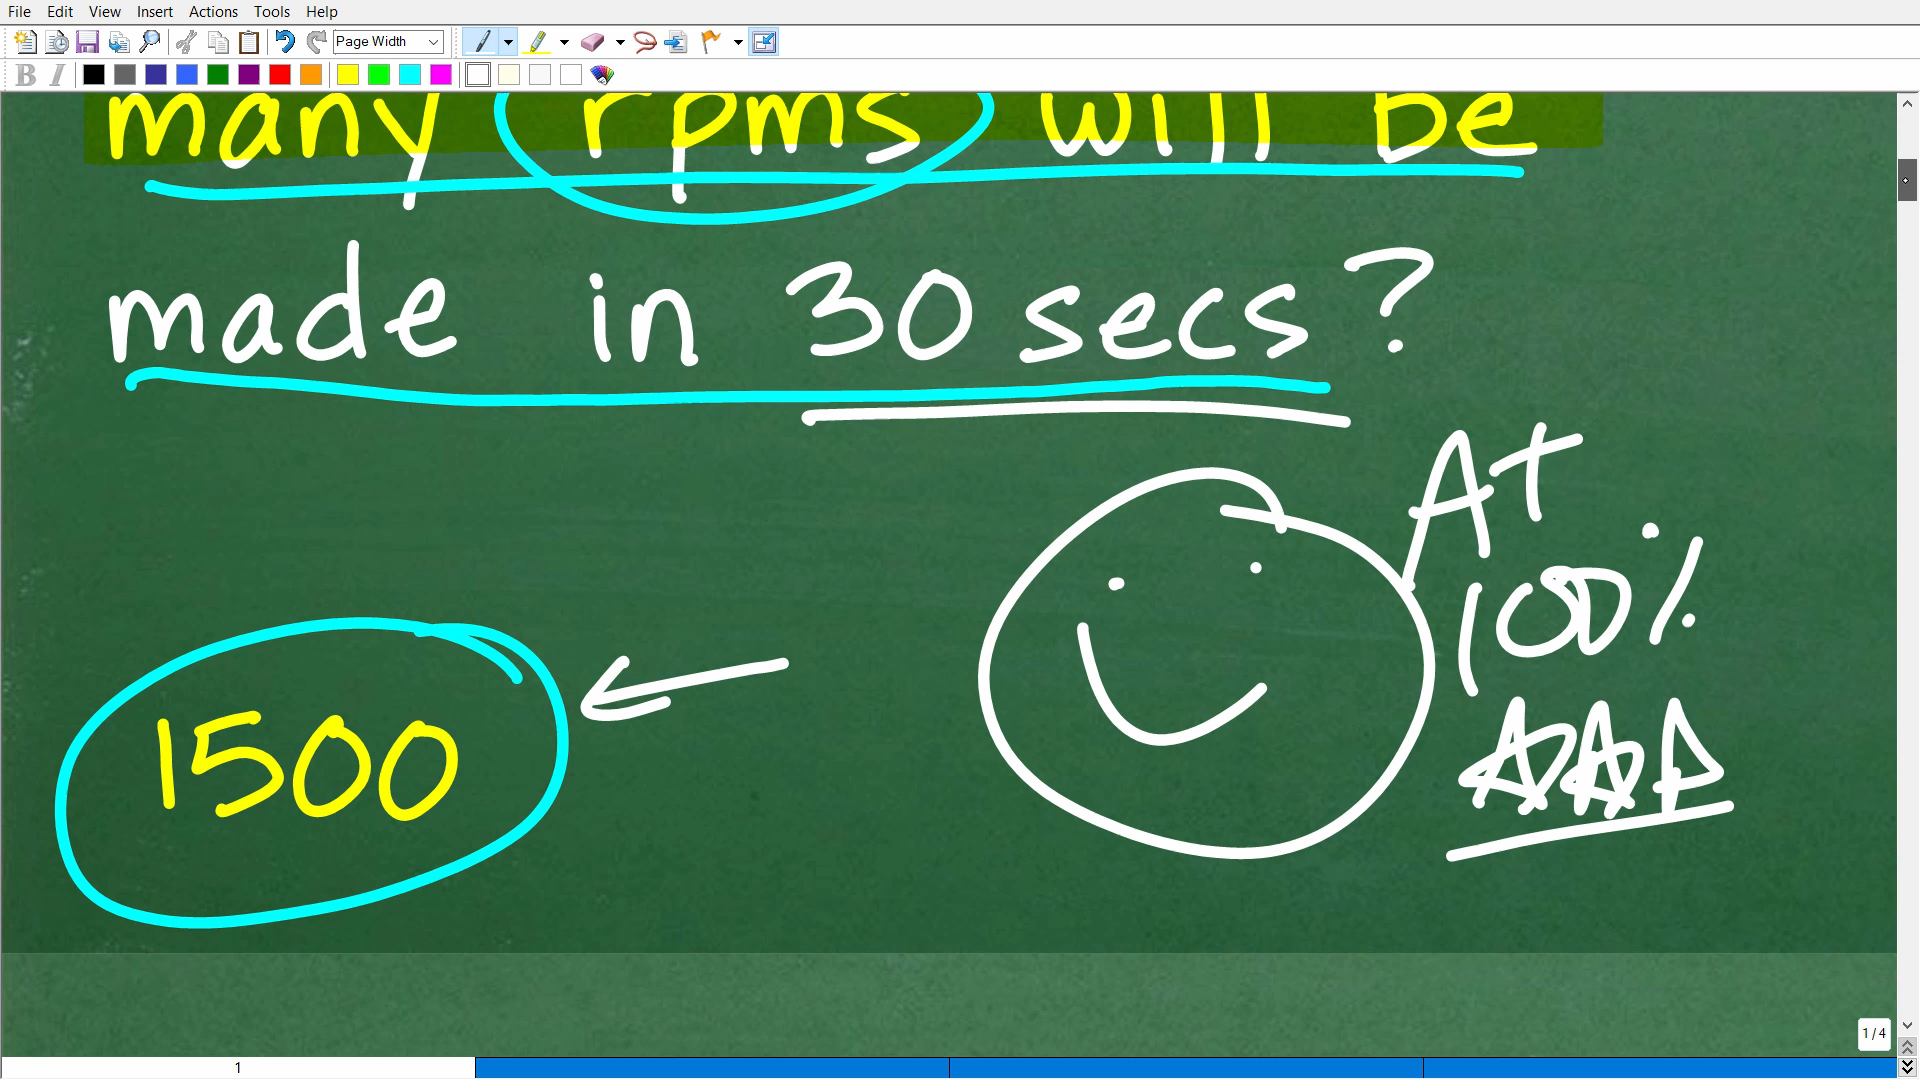 File Edit View Insert Actions Tools Help
Page Width
B I
many rpms will be
made in 30 secs?
A+
100%
1500
1 / 4
1